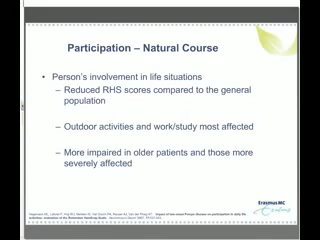 Participation – Natural Course
• Person's involvement in life situations
– Reduced RHS scores compared to the general
population
– Outdoor activities and work/study most affected
– More impaired in older patients and those more
severely affected
Erasmus MC
Erasmus